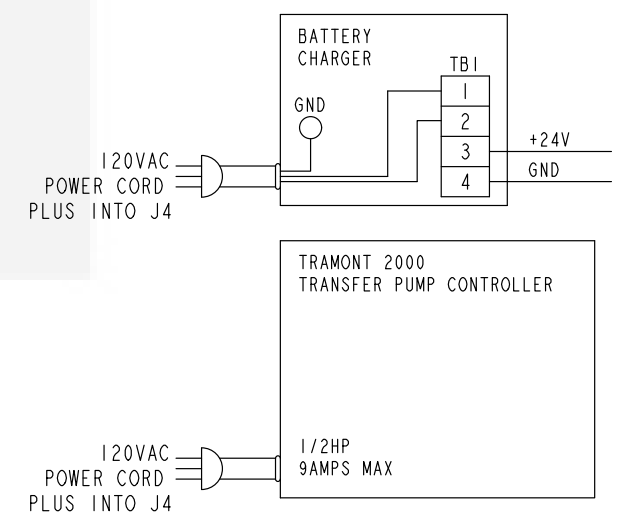 BATTERY
CHARGER
TB1
GND
1
2
3
4
+24V
GND
120VAC
POWER CORD
PLUS INTO J4
TRAMONT 2000
TRANSFER PUMP CONTROLLER
1/2HP
9AMPS MAX
120VAC
POWER CORD
PLUS INTO J4